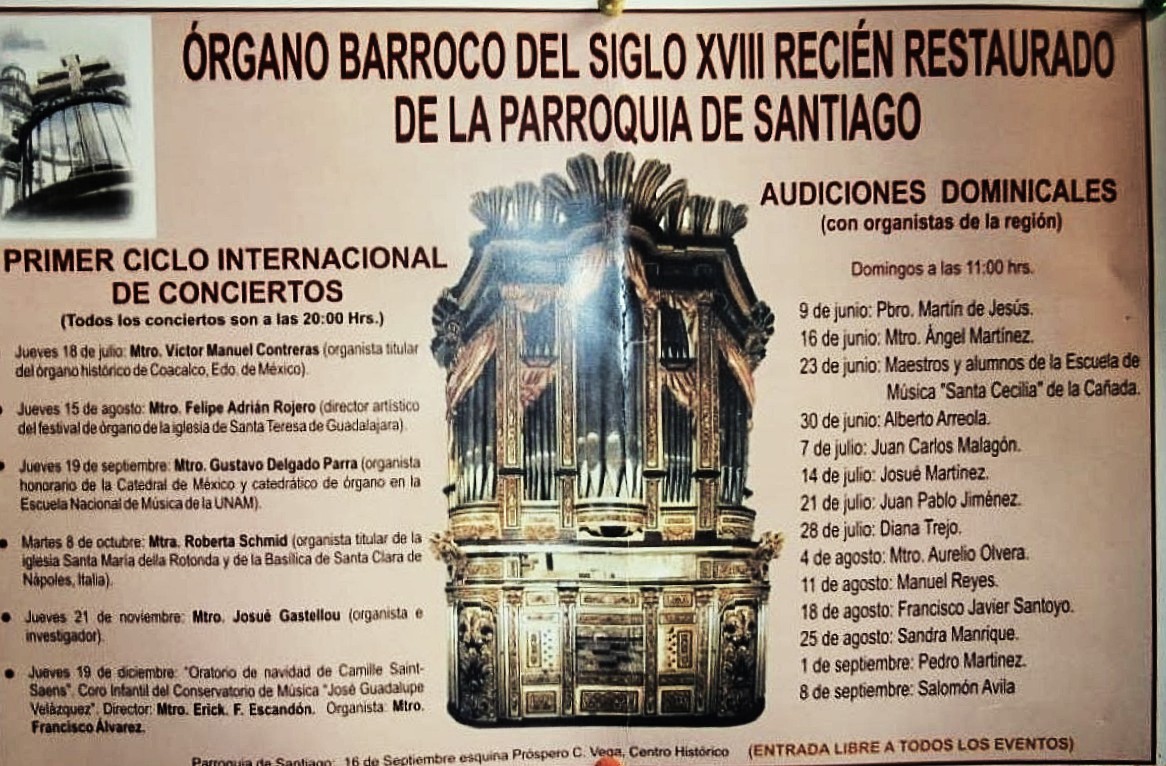 ÓRGANO BARROCO DEL SIGLO XVIII RECIÉN RESTAURADO
DE LA PARROQUIA DE SANTIAGO
PRIMER CICLO INTERNACIONAL
DE CONCIERTOS
(Todos los conciertos son a las 20:00 Hrs.)
Jueves 18 de julio: Mtro. Víctor Manuel Contreras (organista titular
del órgano histórico de Coacalco, Edo. de México).
Jueves 15 de agosto: Mtro. Felipe Adrián Rojero (director artístico
del festival de órgano de la iglesia de Santa Teresa de Guadalajara).
Jueves 19 de septiembre: Mtro. Gustavo Delgado Parra (organista
honorario de la Catedral de México y catedrático de órgano en la
Escuela Nacional de Música de la UNAM).
Martes 8 de octubre: Mtra. Roberta Schmid (organista titular de la
iglesia Santa María della Rotonda y de la Basílica de Santa Clara de
Nápoles, Italia).
Jueves 21 de noviembre: Mtro. Josué Gastellou (organista e
investigador).
Jueves 19 de diciembre: "Oratorio de navidad de Camille Saint-
Saens". Coro Infantil del Conservatorio de Música "José Guadalupe
Velázquez". Director: Mtro. Erick. F. Escandón. Organista: Mtro.
Francisco Álvarez.
AUDICIONES DOMINICALES
(con organistas de la región)
Domingos a las 11:00 hrs.
9 de junio: Pbro. Martín de Jesús.
16 de junio: Mtro. Ángel Martínez.
23 de junio: Maestros y alumnos de la Escuela de
Música "Santa Cecilia" de la Cañada.
30 de junio: Alberto Arreola.
7 de julio: Juan Carlos Malagón.
14 de julio: Josué Martínez.
21 de julio: Juan Pablo Jiménez.
28 de julio: Diana Trejo.
4 de agosto: Mtro. Aurelio Olvera.
11 de agosto: Manuel Reyes.
18 de agosto: Francisco Javier Santoyo.
25 de agosto: Sandra Manrique.
1 de septiembre: Pedro Martinez.
8 de septiembre: Salomón Avila
Parroquia de Santiago: 16 de Septiembre esquina Próspero C. Vega, Centro Histórico (ENTRADA LIBRE A TODOS LOS EVENTOS)